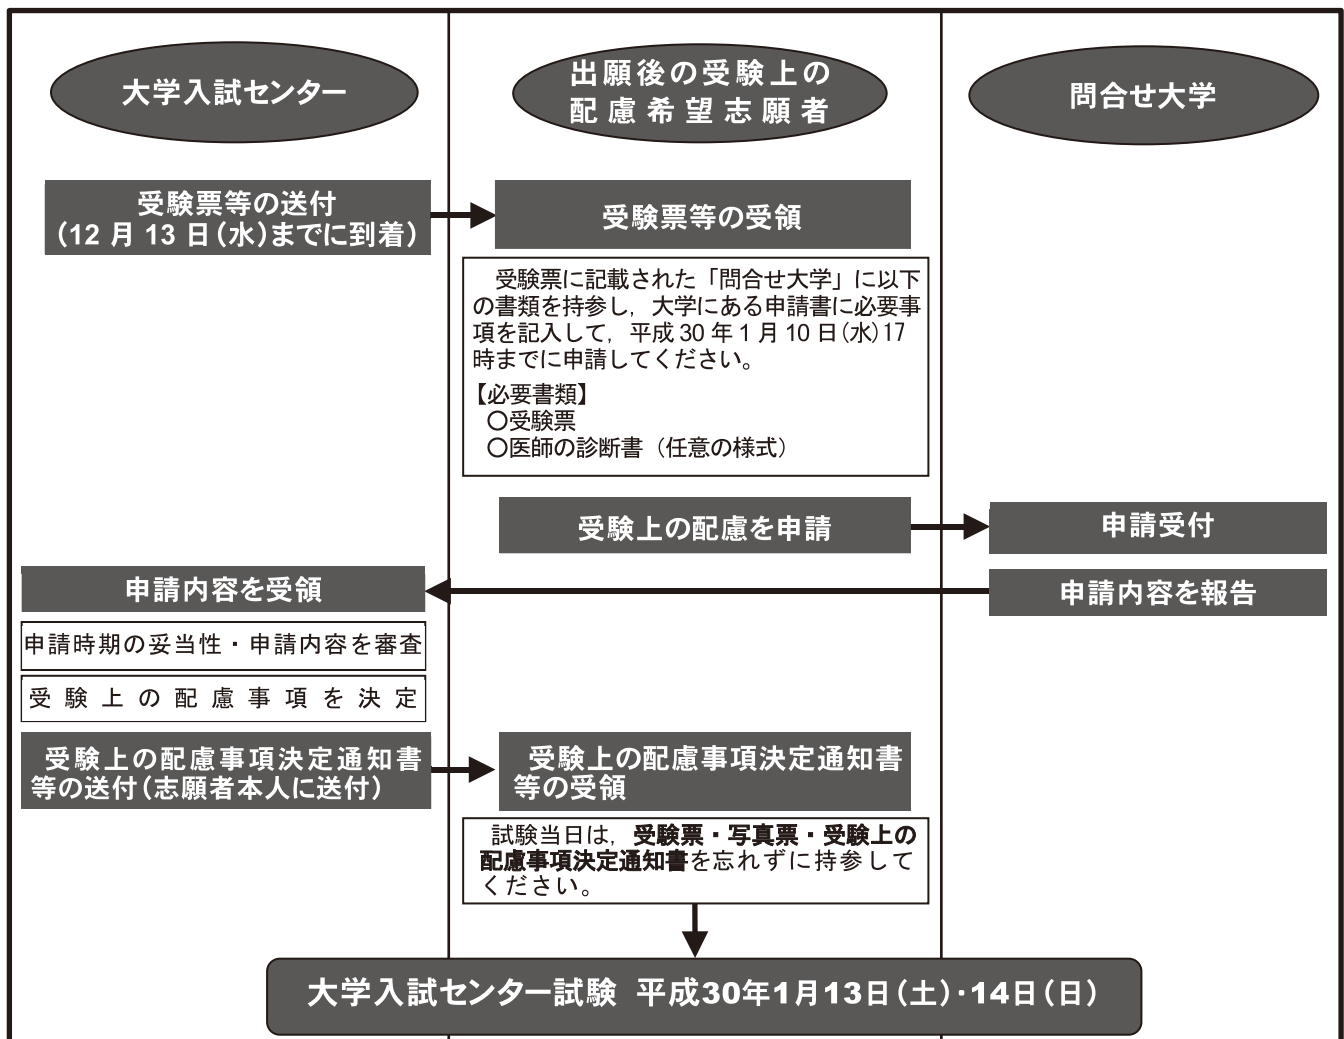 大学入試センター
出願後の受験上の
配慮希望志願者
問合せ大学
受験票等の送付
(12月13日(水)までに到着)
受験票等の受領
受験票に記載された「問合せ大学」に以下
の書類を持参し,大学にある申請書に必要事
項を記入して,平成30年1月10日(水)17
時までに申請してください。
【必要書類】
○受験票
○医師の診断書(任意の様式)
受験上の配慮を申請
申請受付
申請内容を受領
申請内容を報告
申請時期の妥当性・申請内容を審査
受験上の配慮事項を決定
受験上の配慮事項決定通知書
等の送付(志願者本人に送付)
受験上の配慮事項決定通知書
等の受領
試験当日は,受験票・写真票・受験上の
配慮事項決定通知書を忘れずに持参して
ください。
大学入試センター試験 平成30年1月13日(土)・14日(日)